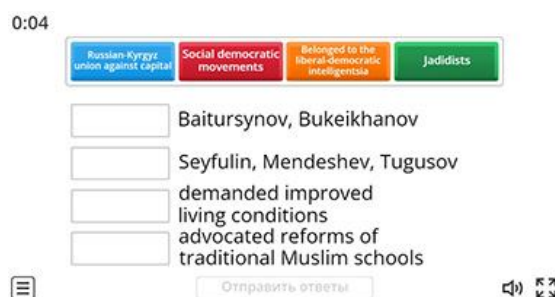 0:04
Russian-Kyrgyz
union against capital
Social democratic
movements
Belonged to the
liberal-democratic
intelligentsia
Jadidists
Baitursynov, Bukeikhanov
Seyfulin, Mendeshev, Tugusov
demanded improved
living conditions
advocated reforms of
traditional Muslim schools
Отправить ответы